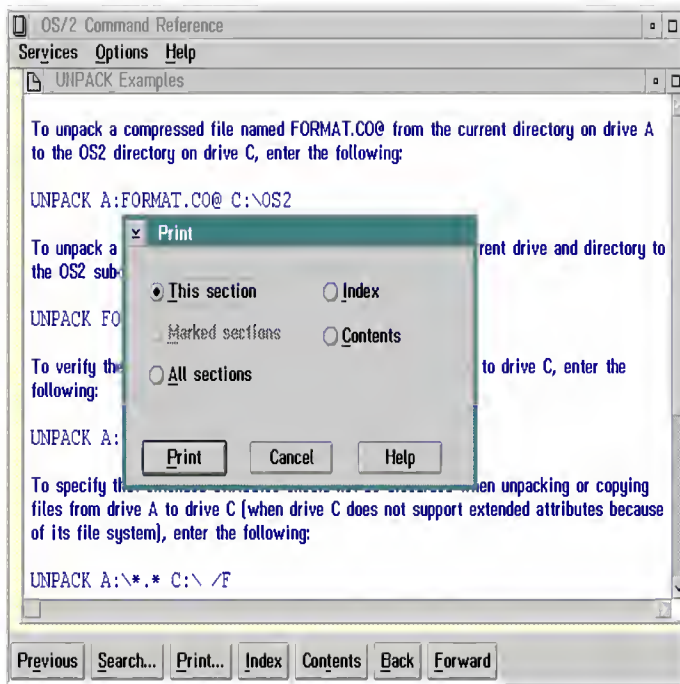 OS/2 Command Reference
Services Options Help
UNPACK Examples
To unpack a compressed file named FORMAT.CO@ from the current directory on drive A
to the OS2 directory on drive C, enter the following:
UNPACK A:FORMAT.CO@ C:\OS2
To unpack a rent drive and directory to
the OS2 sub
UNPACK FO
To verify the to drive C, enter the
following:
UNPACK A:
Print
This section
Index
Marked sections
Contents
All sections
Print Cancel Help
To specify when unpacking or copying
files from drive A to drive C (when drive C does not support extended attributes because
of its file system), enter the following:
UNPACK A:\*.* C:\ /F
Previous Search... Print... Index Contents Back Forward